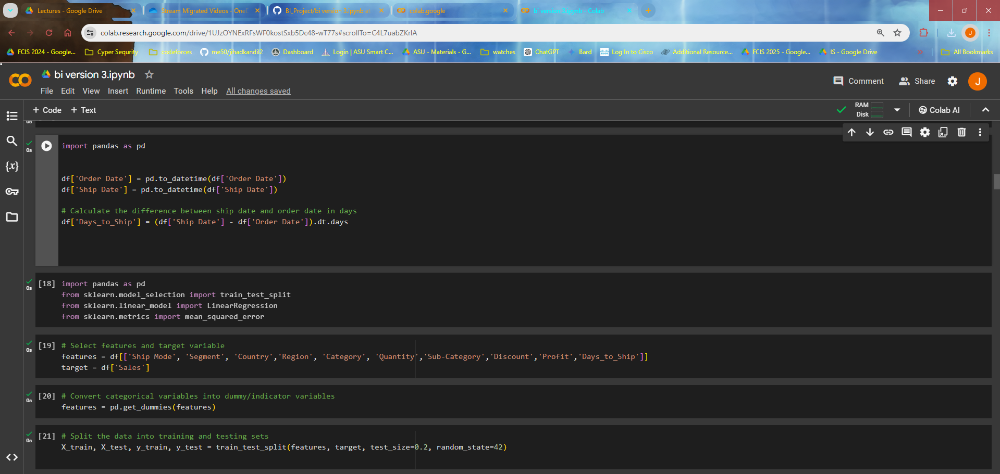 Lectures - Google Drive
Stream Migrated Videos - One
BI_Project/bi version 3.ipynb at
colab.google
bi version 3.ipynb - Colab
colab.research.google.com/drive/1UJzOYNExRFsWF0kostSxb5Dc48-wT77s#scrollTo=C4L7uabZKrlA
J
FCIS 2024 - Google...
Cyper Sequrity
codeforces
me50/jihadkandil2
Dashboard
Login | ASU Smart C...
ASU - Materials - G...
watches
ChatGPT
Bard
Log In to Cisco
Additional Resource...
FCIS 2025 - Google...
IS - Google Drive
All Bookmarks
bi version 3.ipynb
Comment
Share
J
File Edit View Insert Runtime Tools Help All changes saved
+ Code + Text
RAM
Disk
Colab AI
0s
0s
import pandas as pd
df['Order Date'] = pd.to_datetime(df['Order Date'])
df['Ship Date'] = pd.to_datetime(df['Ship Date'])
# Calculate the difference between ship date and order date in days
df['Days_to_Ship'] = (df['Ship Date'] - df['Order Date']).dt.days
0s
[18] import pandas as pd
from sklearn.model_selection import train_test_split
from sklearn.linear_model import LinearRegression
from sklearn.metrics import mean_squared_error
0s
[19] # Select features and target variable
features = df[['Ship Mode', 'Segment', 'Country','Region', 'Category', 'Quantity','Sub-Category','Discount','Profit','Days_to_Ship']]
target = df['Sales']
0s
[20] # Convert categorical variables into dummy/indicator variables
features = pd.get_dummies(features)
0s
[21] # Split the data into training and testing sets
X_train, X_test, y_train, y_test = train_test_split(features, target, test_size=0.2, random_state=42)